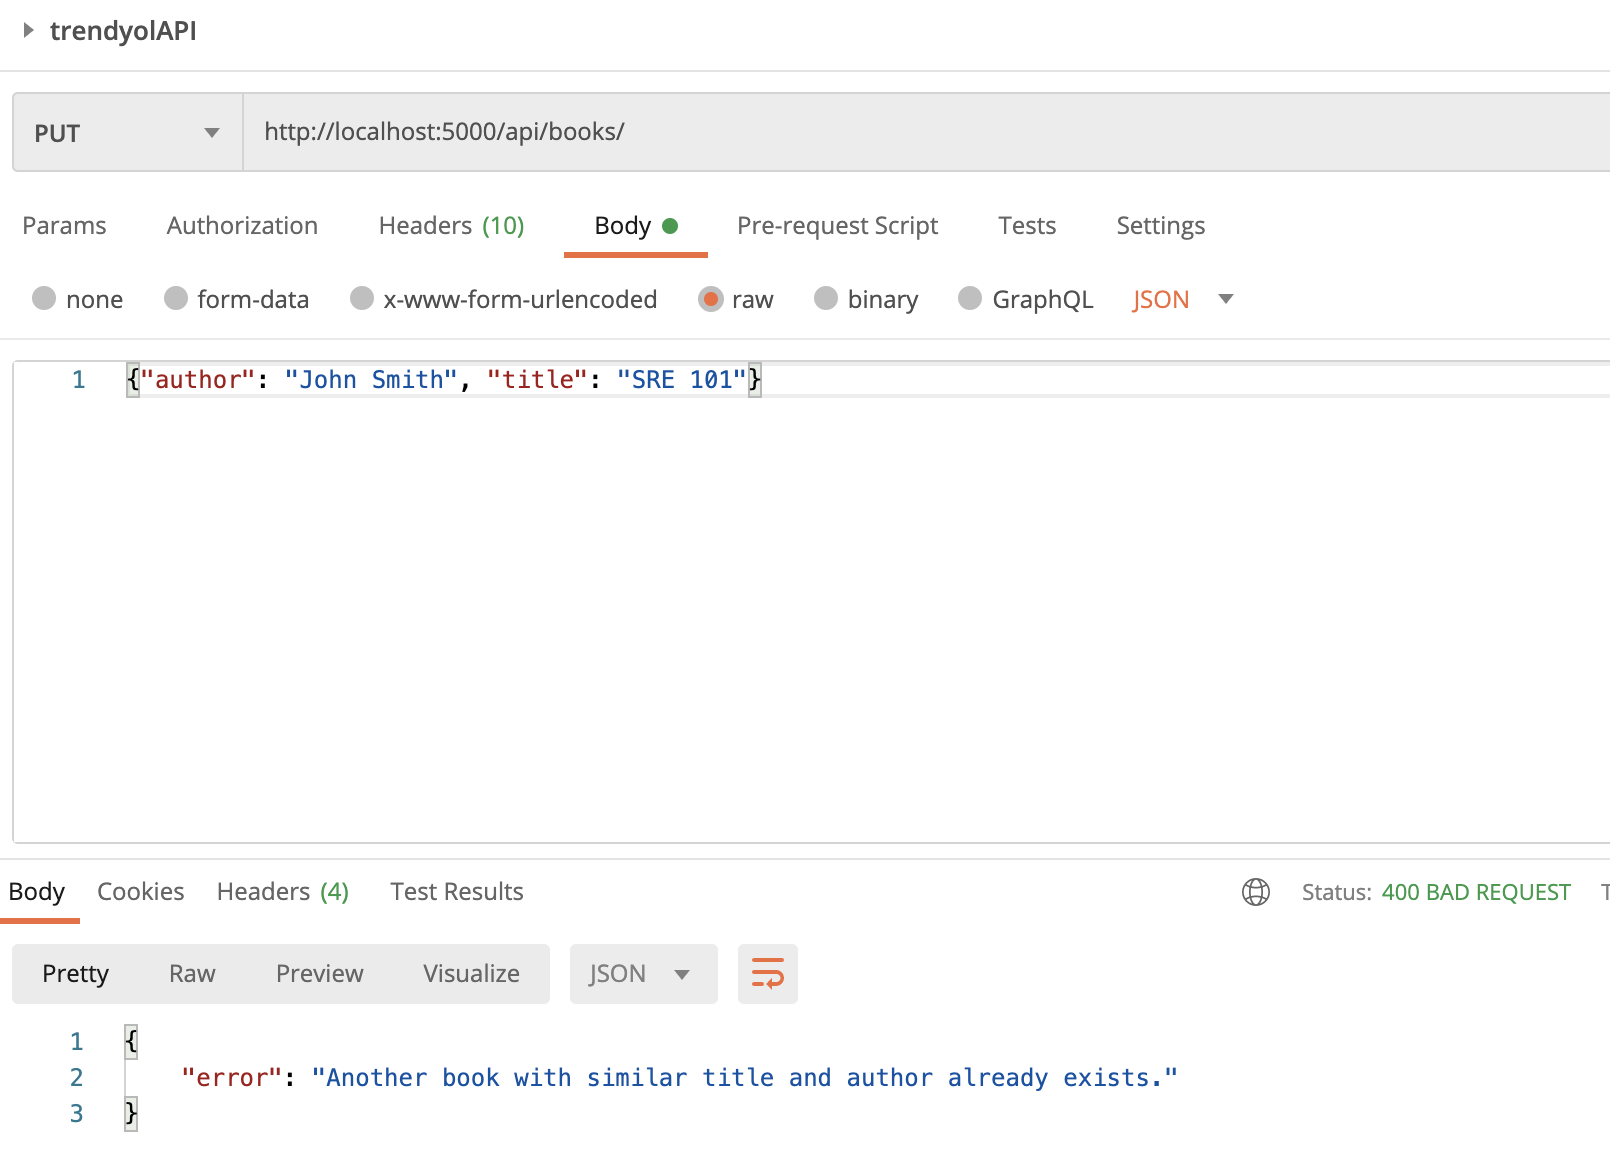 trendyolAPI
PUT http://localhost:5000/api/books/
Params Authorization Headers (10) Body Pre-request Script Tests Settings
none form-data x-www-form-urlencoded raw binary GraphQL JSON
1 {"author": "John Smith", "title": "SRE 101"}
Body Cookies Headers (4) Test Results Status: 400 BAD REQUEST T
Pretty Raw Preview Visualize JSON
1 {
2 "error": "Another book with similar title and author already exists."
3 }